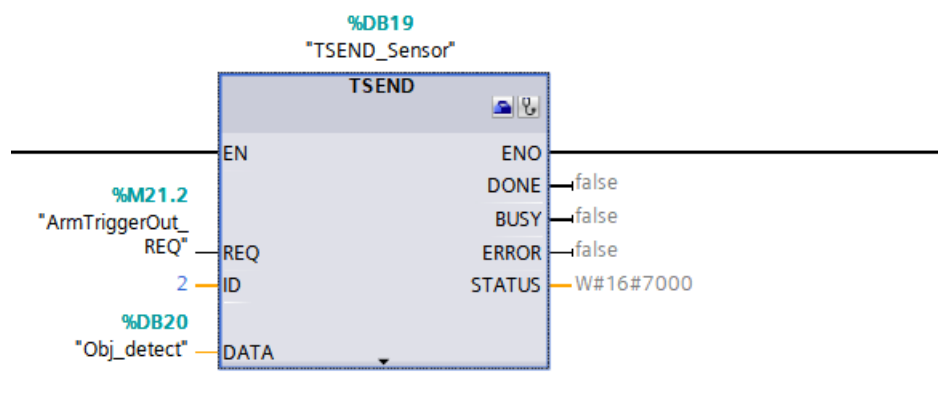 %DB19
"TSEND_Sensor"
TSEND
EN ENO
DONE false
%M21.2
"ArmTriggerOut_
REQ"
BUSY false
REQ ERROR false
2 ID STATUS W#16#7000
%DB20
"Obj_detect" DATA